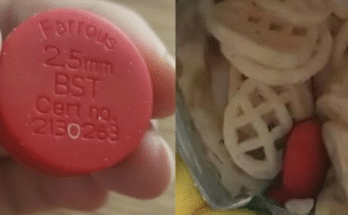 Farrous
2.5mm
BST
Cert no.
2130263